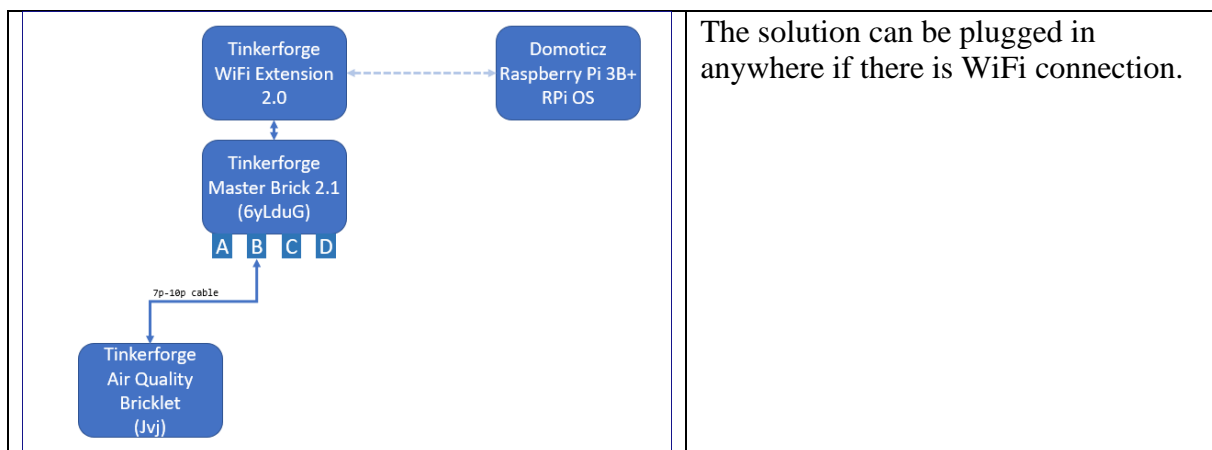 Tinkerforge
WiFi Extension
2.0
Domoticz
Raspberry Pi 3B+
RPi OS
Tinkerforge
Master Brick 2.1
(6yLduG)
A B C D
7p-10p cable
Tinkerforge
Air Quality
Bricklet
(Jvj)
The solution can be plugged in
anywhere if there is WiFi connection.